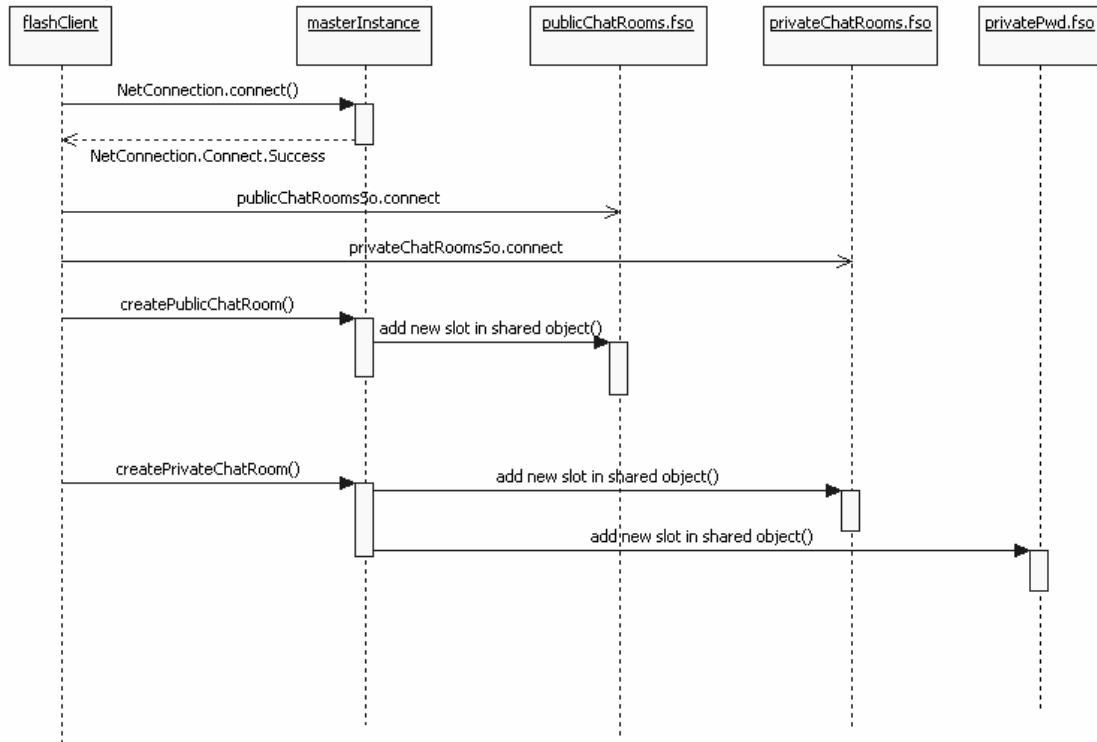 flashClient
masterInstance
publicChatRooms.fso
privateChatRooms.fso
privatePwd.fso
NetConnection.connect()
NetConnection.Connect.Success
publicChatRoomsSo.connect
privateChatRoomsSo.connect
createPublicChatRoom()
add new slot in shared object()
createPrivateChatRoom()
add new slot in shared object()
add new slot in shared object()